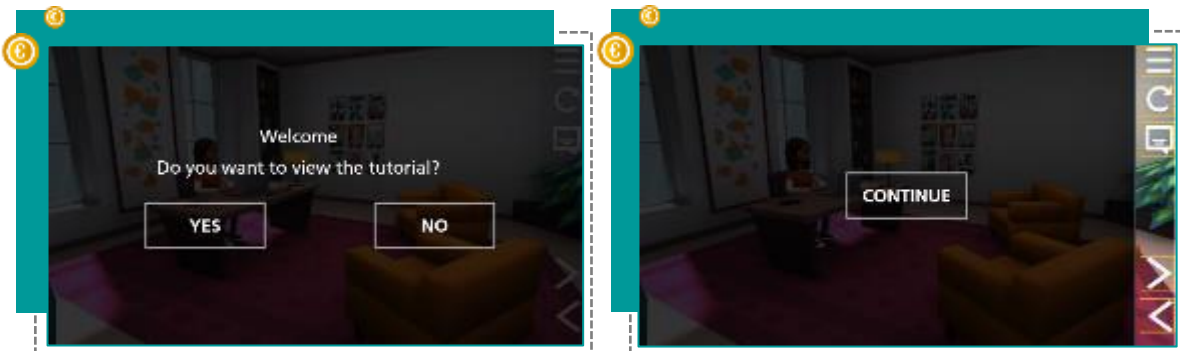 Welcome
Do you want to view the tutorial?
YES
NO
CONTINUE